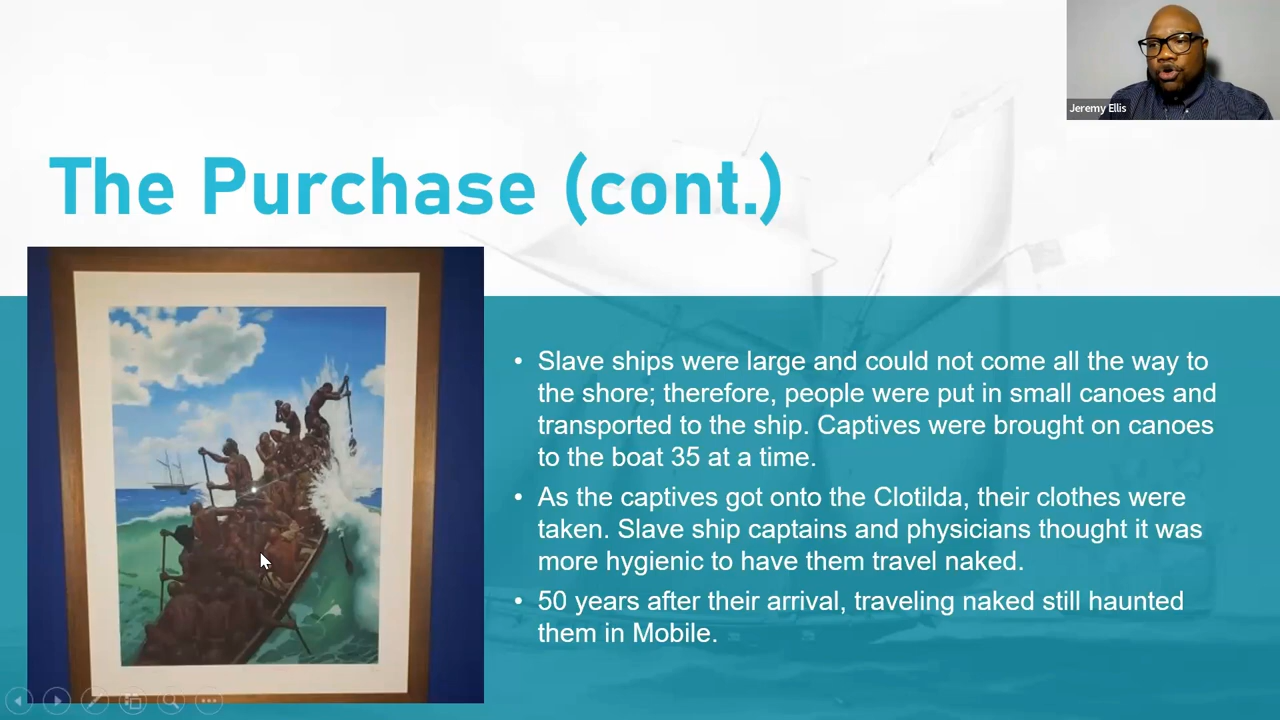 Jeremy Ellis
The Purchase (cont.)
• Slave ships were large and could not come all the way to
the shore; therefore, people were put in small canoes and
transported to the ship. Captives were brought on canoes
to the boat 35 at a time.
• As the captives got onto the Clotilda, their clothes were
taken. Slave ship captains and physicians thought it was
more hygienic to have them travel naked.
• 50 years after their arrival, traveling naked still haunted
them in Mobile.